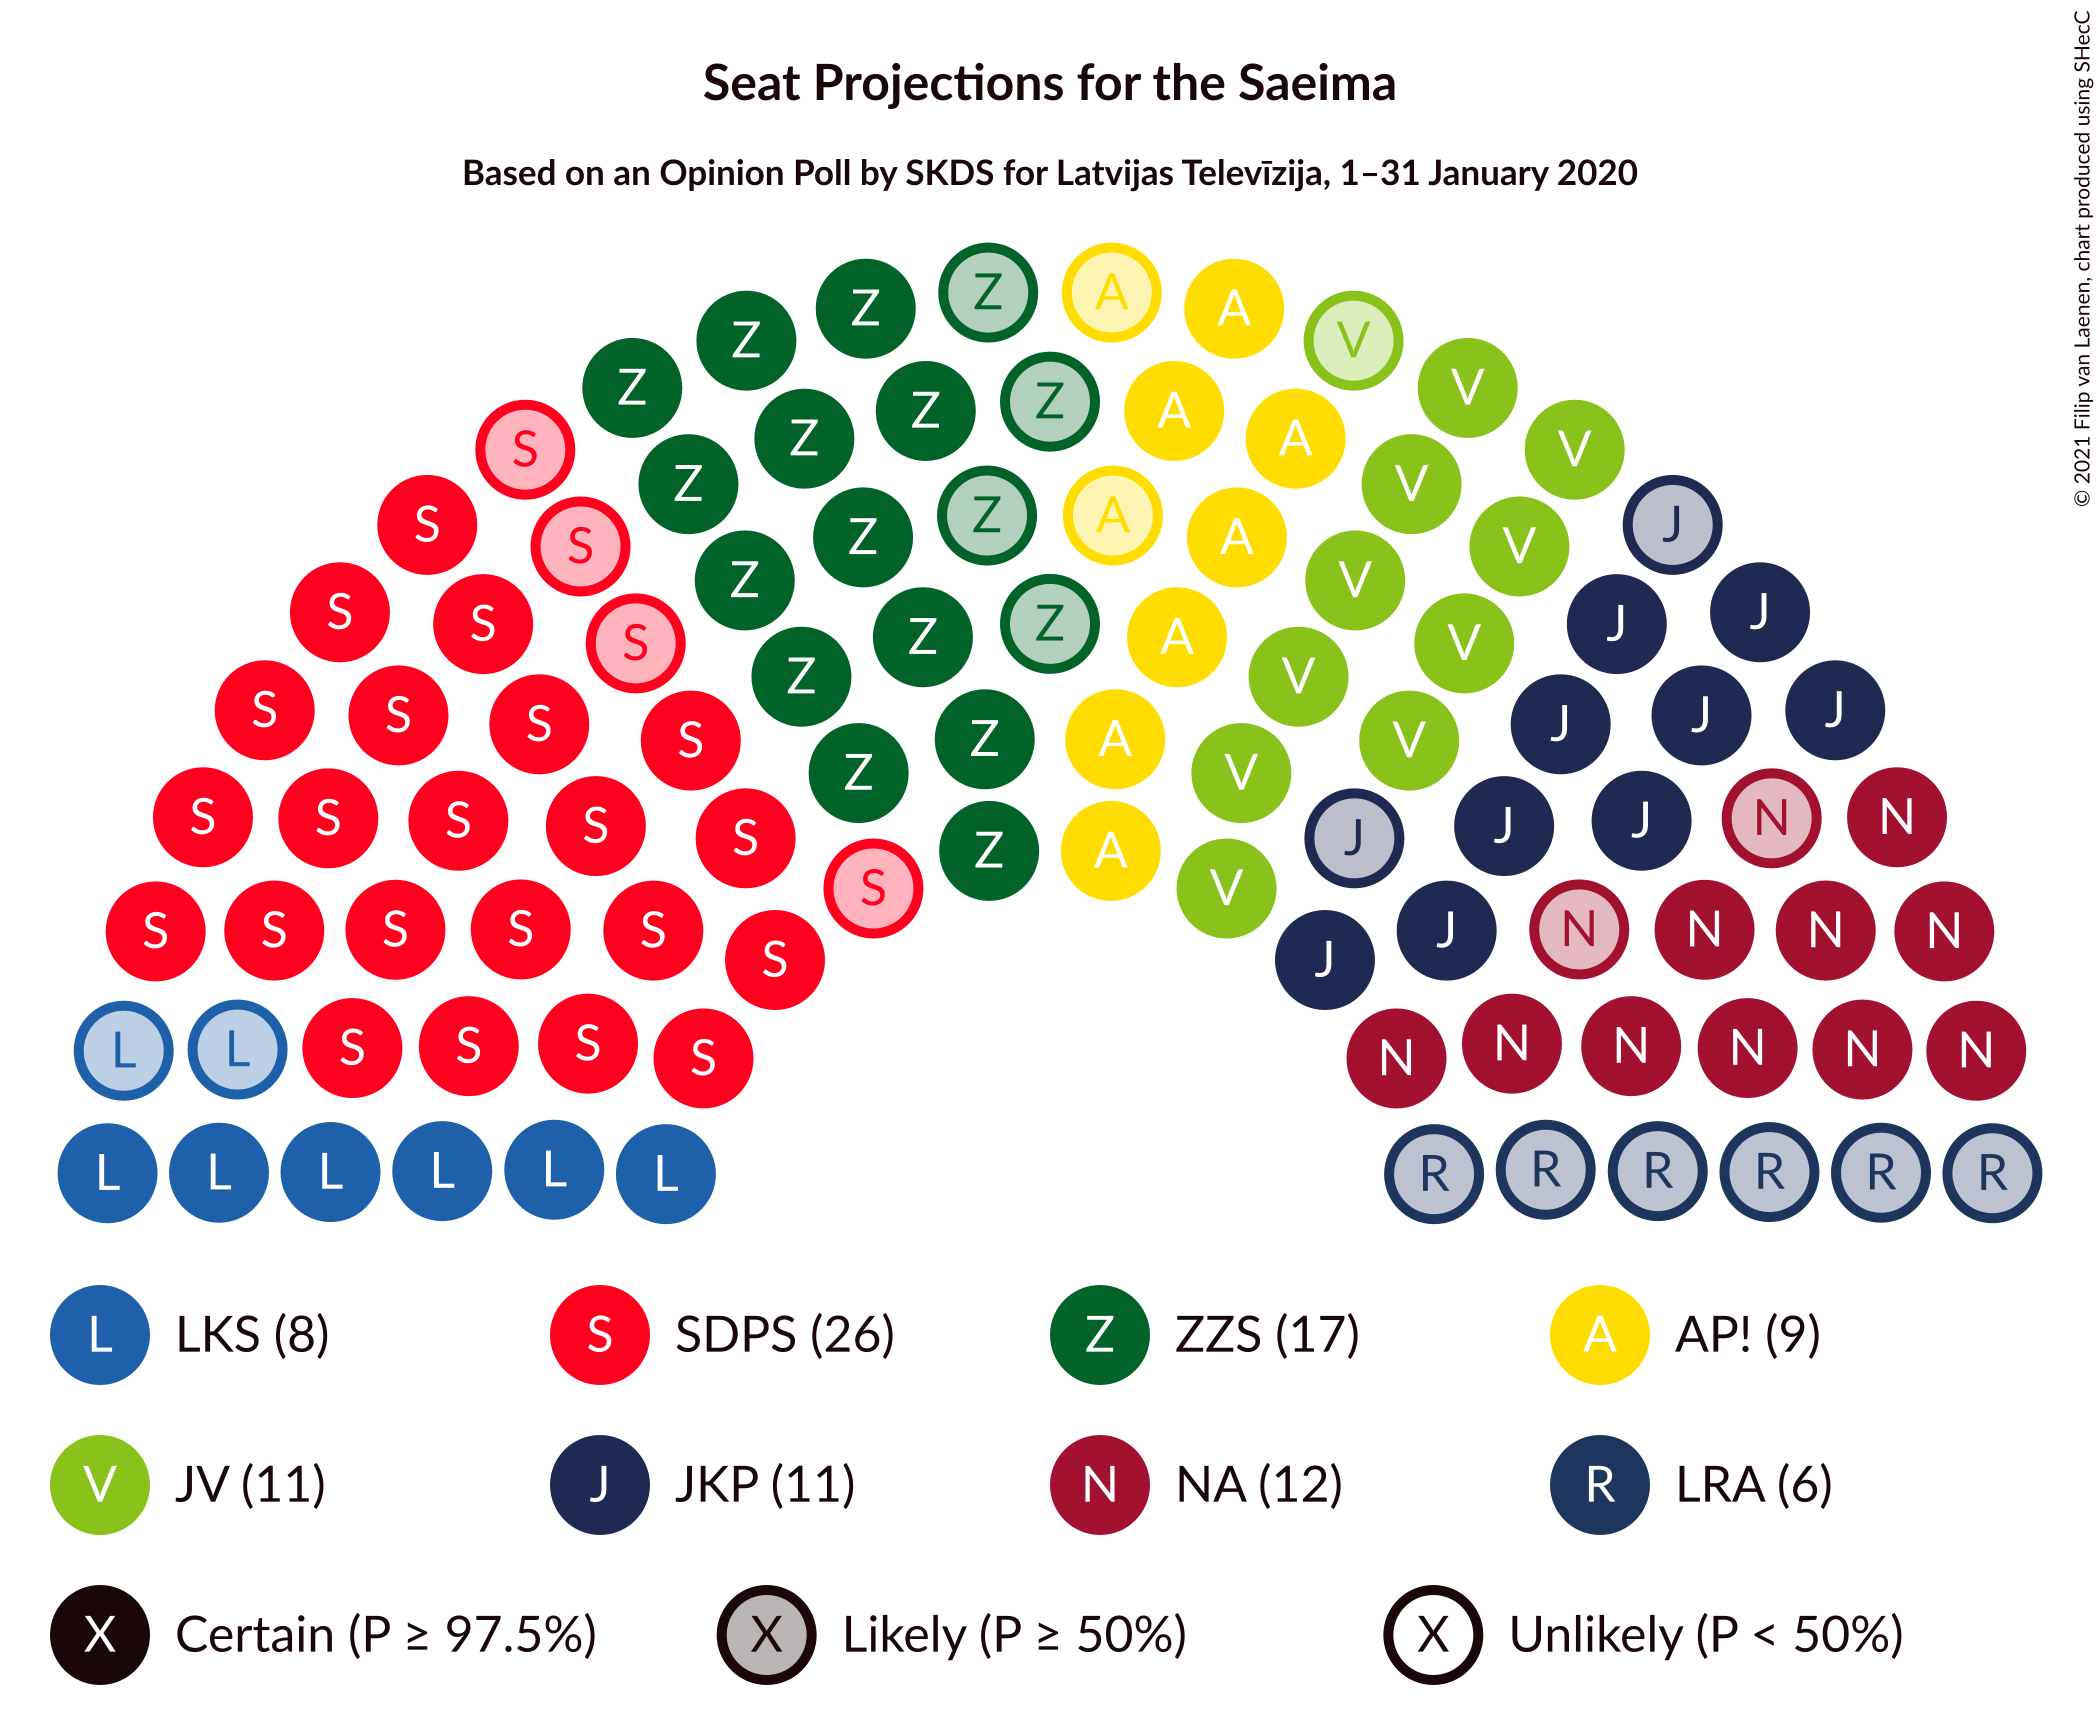 Seat Projections for the Saeima
Based on an Opinion Poll by SKDS for Latvijas Televīzija, 1–31 January 2020
© 2021 Filip van Laenen, chart produced using SHecC
Z A
Z A
Z V
Z V
Z A
Z Z
S V
Z A
Z V
Z A
S J
Z A
S V
Z V
S J
Z A
S J
Z A
S V
Z V
S J
S J
S N
S N
S J
S J
S J
Z A
S V
S N
S N
S N
S N
S J
S J
L N
L N
S N
S N
S N
S N
L L L L L L R R R R R R
L LKS (8) S SDPS (26) Z ZZS (17) A AP! (9)
V JV (11) J JKP (11) N NA (12) R LRA (6)
X Certain (P ≥ 97.5%) X Likely (P ≥ 50%) X Unlikely (P < 50%)